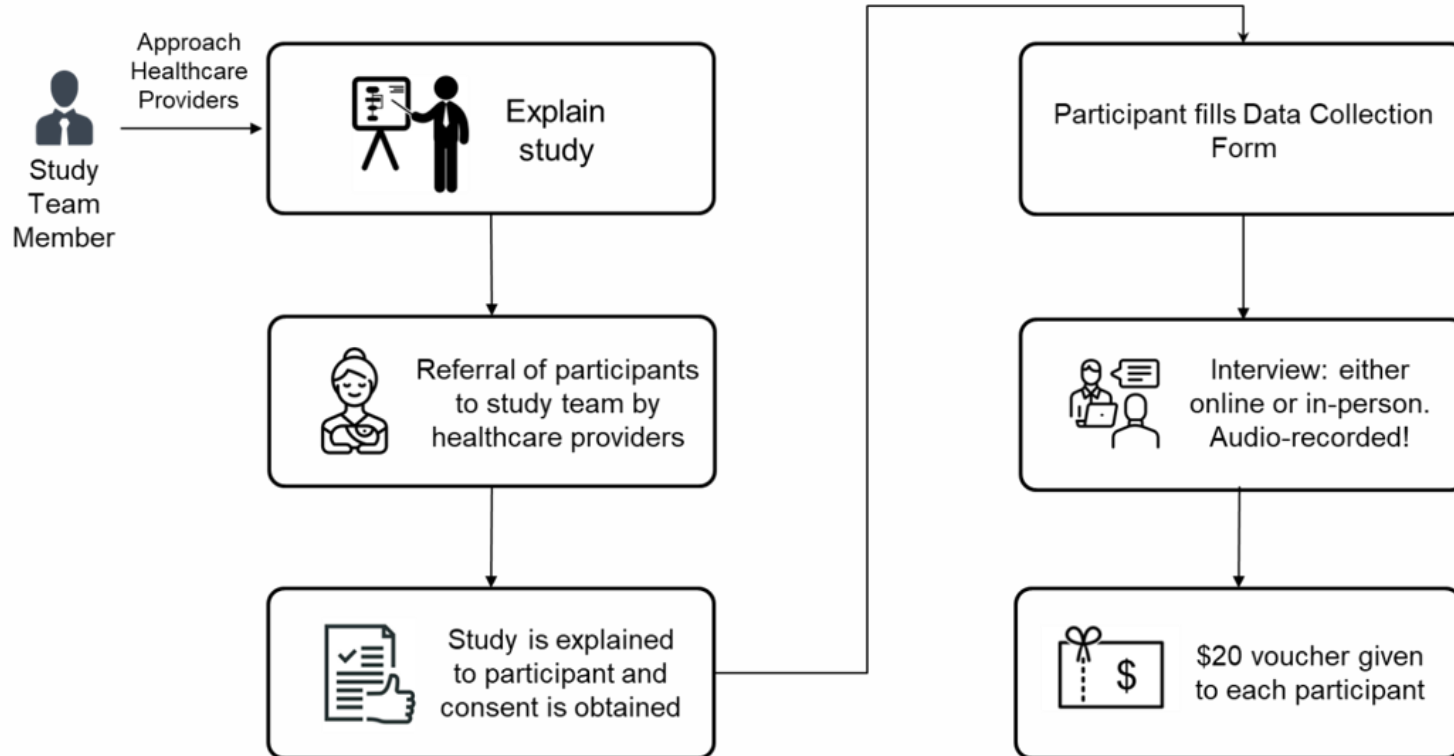 Approach
Healthcare
Providers
Study
Team
Member
Explain
study
Referral of participants
to study team by
healthcare providers
Study is explained
to participant and
consent is obtained
Participant fills Data Collection
Form
Interview: either
online or in-person.
Audio-recorded!
$
$20 voucher given
to each participant